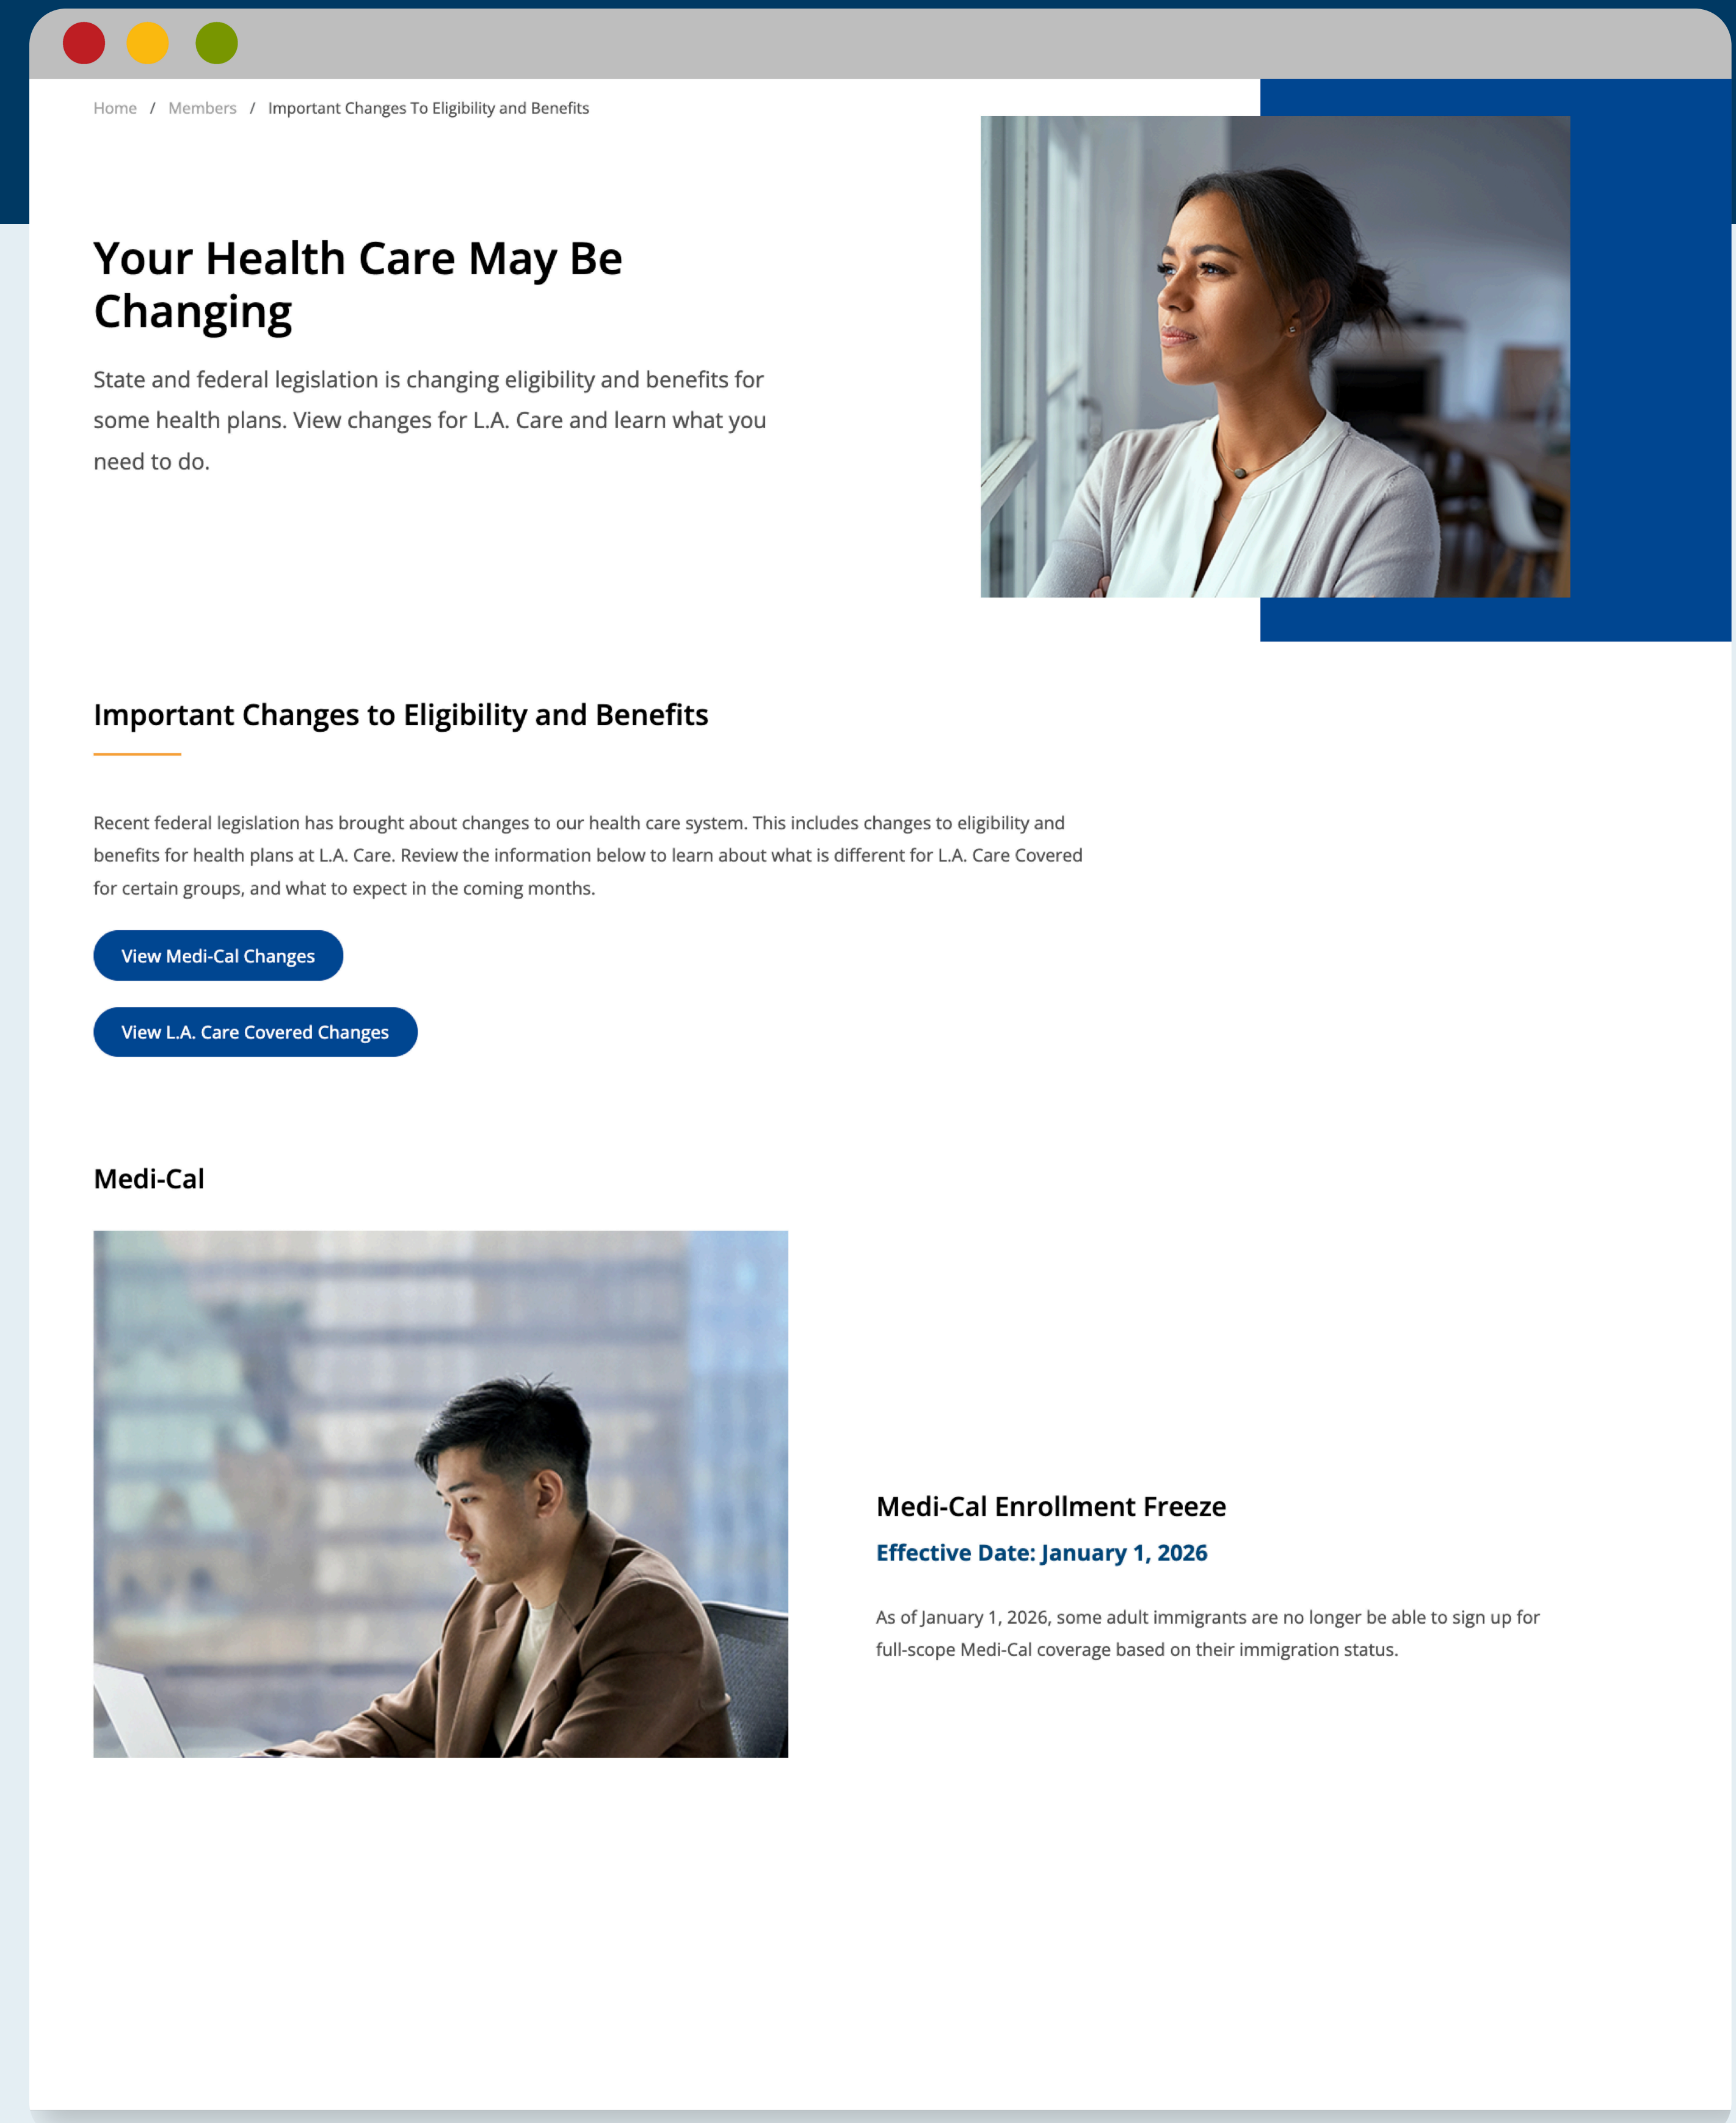 Home / Members / Important Changes To Eligibility and Benefits
Your Health Care May Be
Changing
State and federal legislation is changing eligibility and benefits for
some health plans. View changes for L.A. Care and learn what you
need to do.
Important Changes to Eligibility and Benefits
Recent federal legislation has brought about changes to our health care system. This includes changes to eligibility and
benefits for health plans at L.A. Care. Review the information below to learn about what is different for L.A. Care Covered
for certain groups, and what to expect in the coming months.
View Medi-Cal Changes
View L.A. Care Covered Changes
Medi-Cal
Medi-Cal Enrollment Freeze
Effective Date: January 1, 2026
As of January 1, 2026, some adult immigrants are no longer be able to sign up for
full-scope Medi-Cal coverage based on their immigration status.